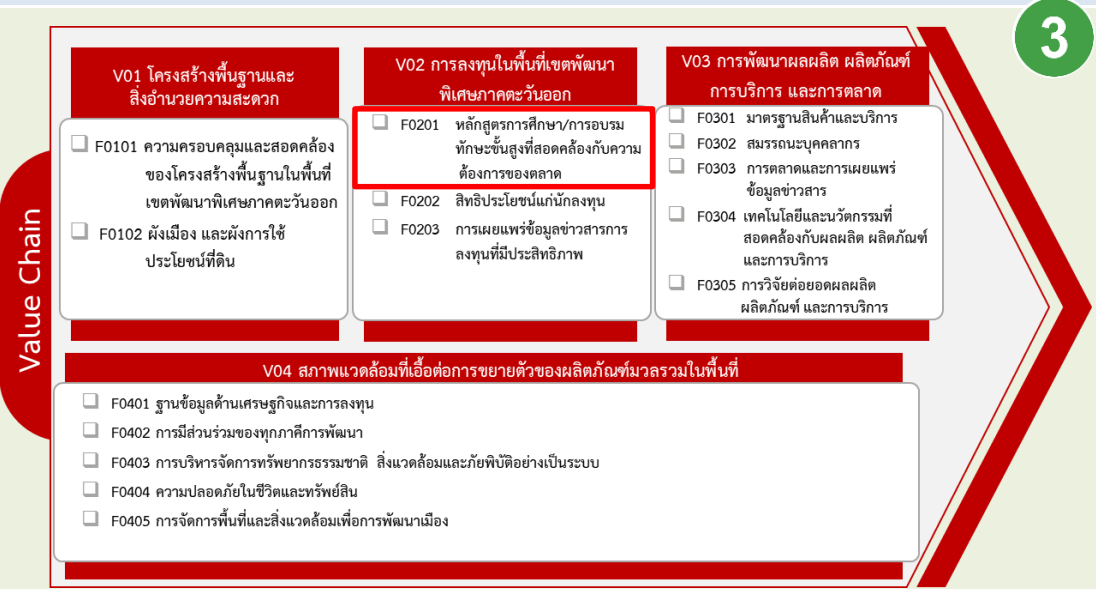 3
Value Chain
V01 โครงสร้างพื้นฐานและ
สิ่งอำนวยความสะดวก
F0101 ความครอบคลุมและสอดคล้อง
ของโครงสร้างพื้นฐานในพื้นที่
เขตพัฒนาพิเศษภาคตะวันออก
F0102 ผังเมือง และผังการใช้
ประโยชน์ที่ดิน
V02 การลงทุนในพื้นที่เขตพัฒนา
พิเศษภาคตะวันออก
F0201 หลักสูตรการศึกษา/การอบรม
ทักษะขั้นสูงที่สอดคล้องกับความ
ต้องการของตลาด
F0202 สิทธิประโยชน์แก่นักลงทุน
F0203 การเผยแพร่ข้อมูลข่าวสารการ
ลงทุนที่มีประสิทธิภาพ
V03 การพัฒนาผลผลิต ผลิตภัณฑ์
การบริการ และการตลาด
F0301 มาตรฐานสินค้าและบริการ
F0302 สมรรถนะบุคคลากร
F0303 การตลาดและการเผยแพร่
ข้อมูลข่าวสาร
F0304 เทคโนโลยีและนวัตกรรมที่
สอดคล้องกับผลผลิต ผลิตภัณฑ์
และการบริการ
F0305 การวิจัยต่อยอดผลผลิต
ผลิตภัณฑ์ และการบริการ
V04 สภาพแวดล้อมที่เอื้อต่อการขยายตัวของผลิตภัณฑ์มวลรวมในพื้นที่
F0401 ฐานข้อมูลด้านเศรษฐกิจและการลงทุน
F0402 การมีส่วนร่วมของทุกภาคีการพัฒนา
F0403 การบริหารจัดการทรัพยากรธรรมชาติ สิ่งแวดล้อมและภัยพิบัติอย่างเป็นระบบ
F0404 ความปลอดภัยในชีวิตและทรัพย์สิน
F0405 การจัดการพื้นที่และสิ่งแวดล้อมเพื่อการพัฒนาเมือง